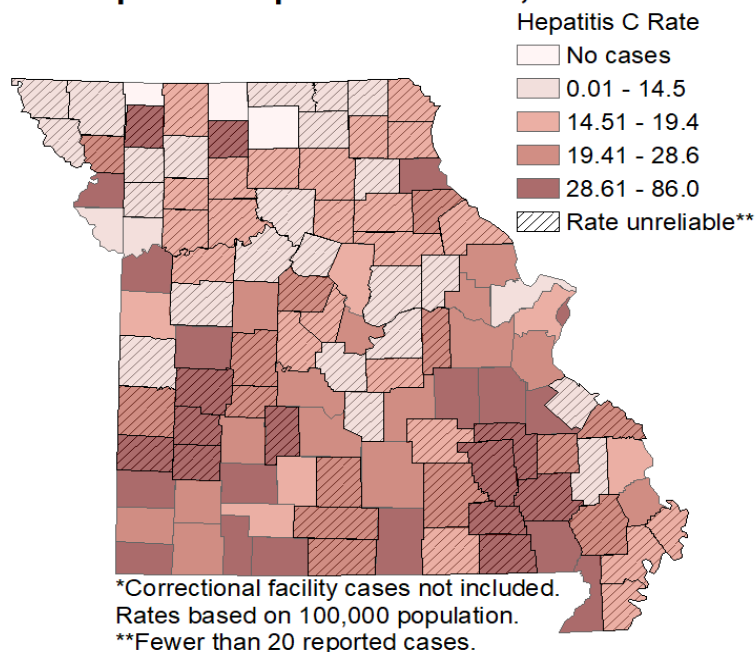 Hepatitis C Rate
No cases
0.01 - 14.5
14.51 - 19.4
19.41 - 28.6
28.61 - 86.0
Rate unreliable**
*Correctional facility cases not included.
Rates based on 100,000 population.
**Fewer than 20 reported cases.